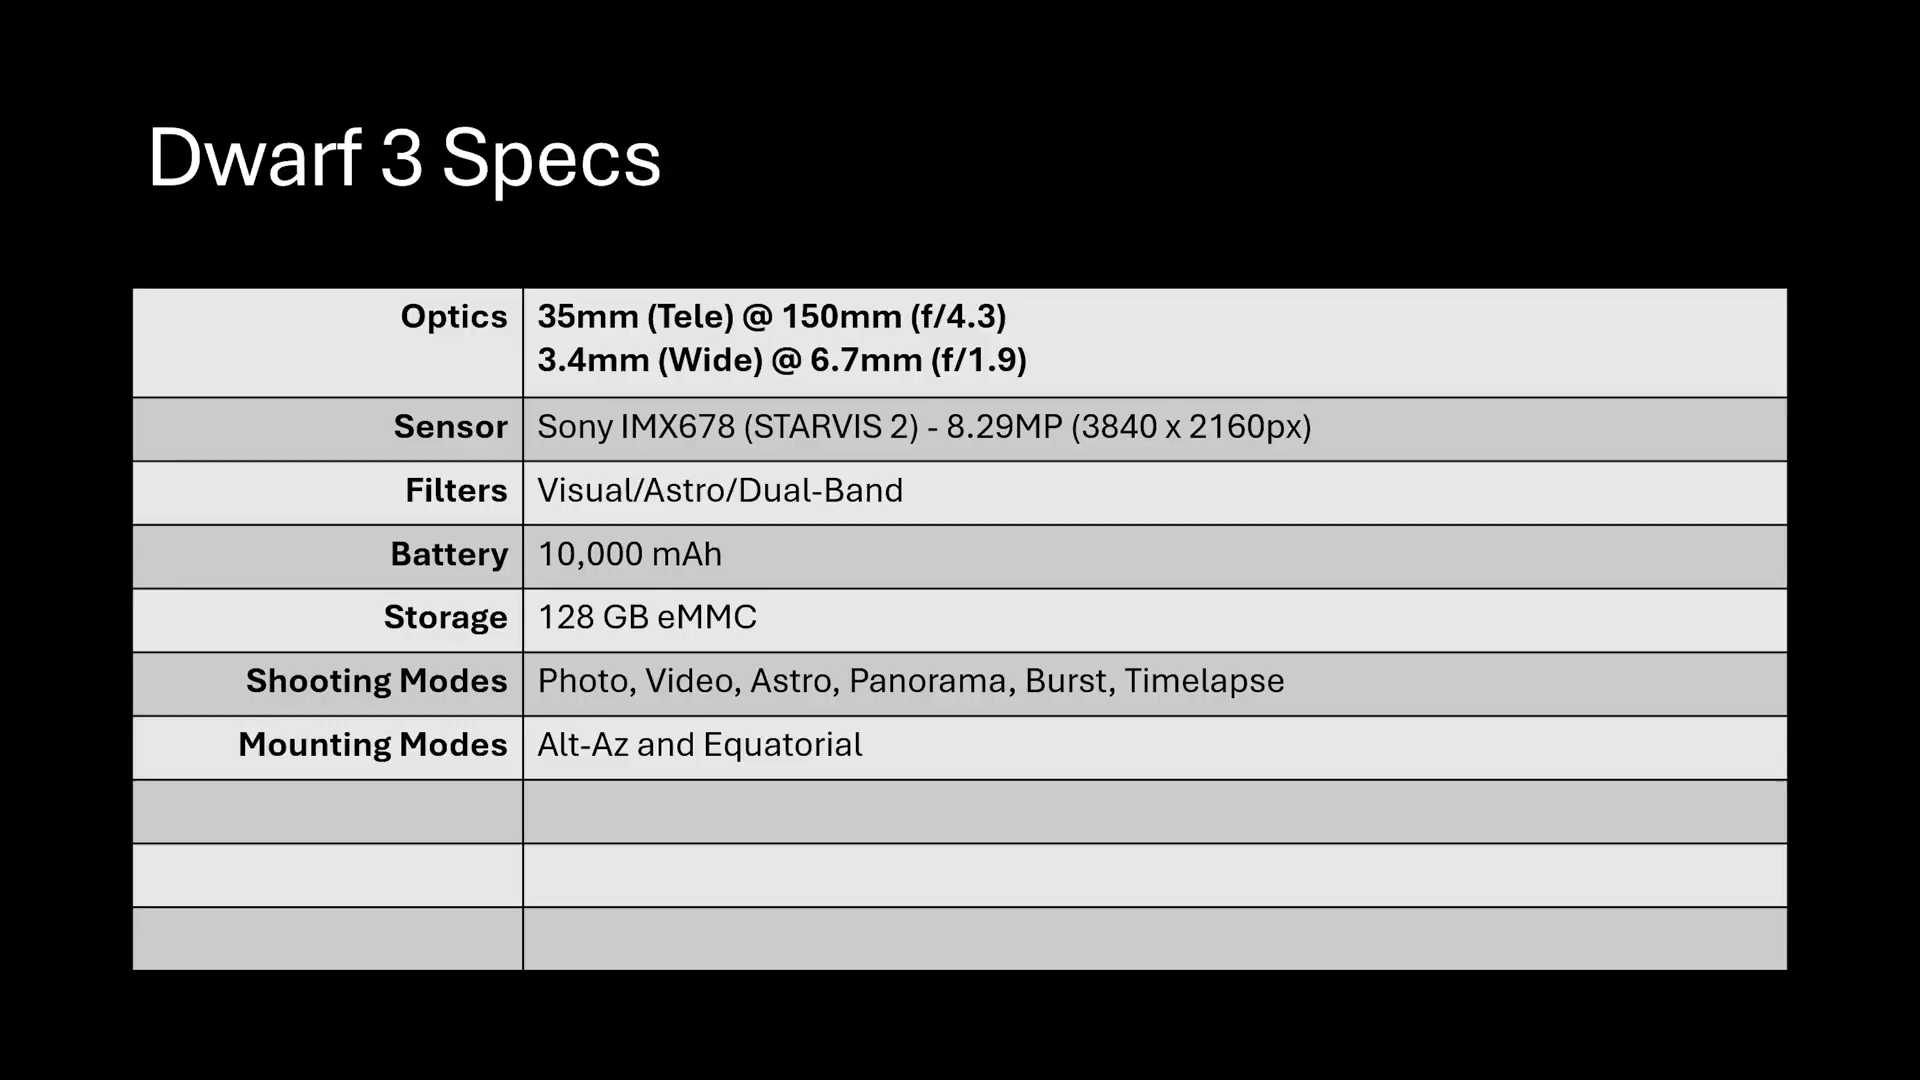 Dwarf 3 Specs
Optics
35mm (Tele) @ 150mm (f/4.3)
3.4mm (Wide) @ 6.7mm (f/1.9)
Sensor
Sony IMX678 (STARVIS 2) - 8.29MP (3840 x 2160px)
Filters
Visual/Astro/Dual-Band
Battery
10,000 mAh
Storage
128 GB eMMC
Shooting Modes
Photo, Video, Astro, Panorama, Burst, Timelapse
Mounting Modes
Alt-Az and Equatorial